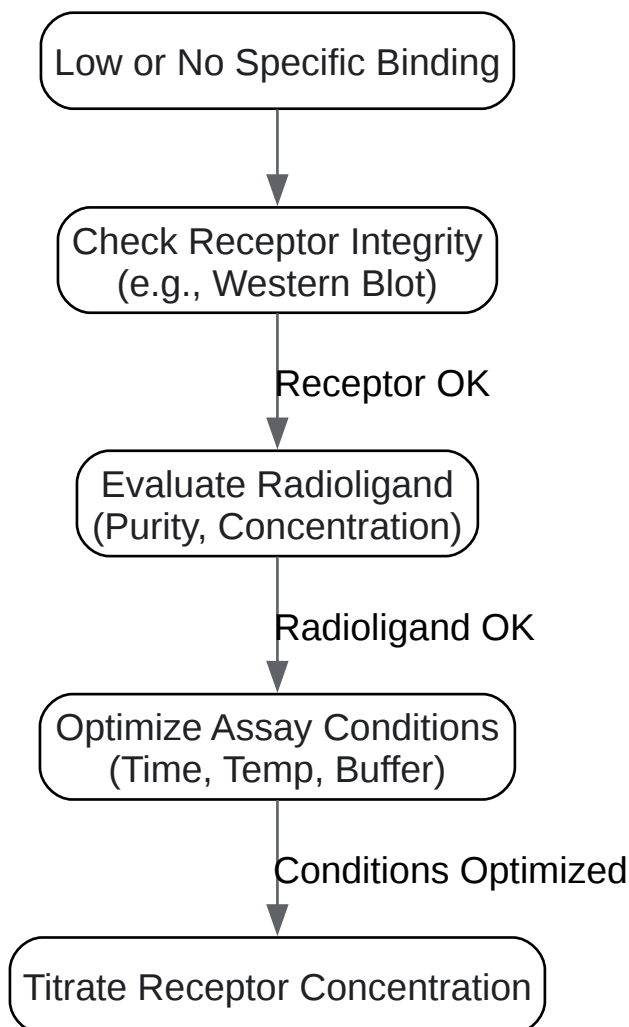 Low or No Specific Binding
Check Receptor Integrity
(e.g., Western Blot)
Receptor OK
Evaluate Radioligand
(Purity, Concentration)
Radioligand OK
Optimize Assay Conditions
(Time, Temp, Buffer)
Conditions Optimized
Titrate Receptor Concentration